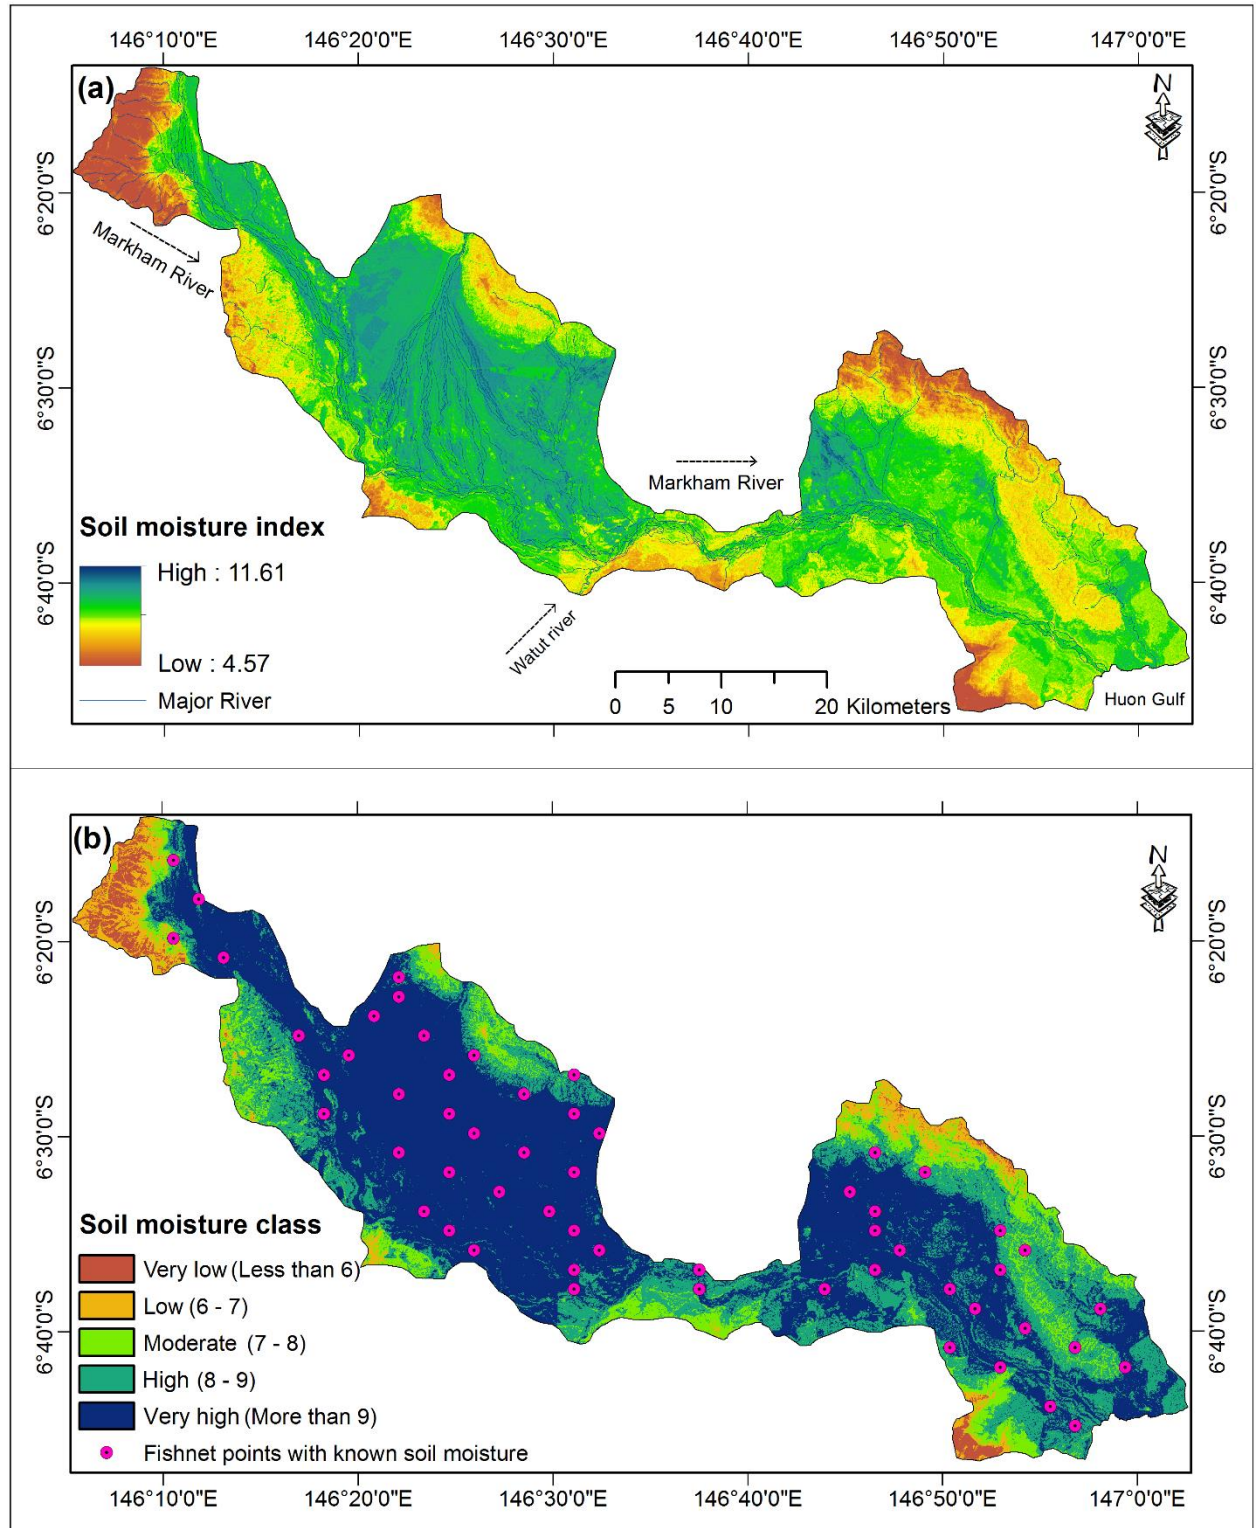 146°10'0"E 146°20'0"E 146°30'0"E 146°40'0"E 146°50'0"E 147°0'0"E
(a)
N
6°20'0"S 6°20'0"S
Markham River
6°30'0"S 6°30'0"S
Markham River
Soil moisture index
High : 11.61
6°40'0"S 6°40'0"S
Low : 4.57
Watut river
Major River
0 5 10 20 Kilometers
Huon Gulf
(b)
N
6°20'0"S 6°20'0"S
6°30'0"S 6°30'0"S
Soil moisture class
Very low (Less than 6)
Low (6 - 7)
6°40'0"S 6°40'0"S
Moderate (7 - 8)
High (8 - 9)
Very high (More than 9)
Fishnet points with known soil moisture
146°10'0"E 146°20'0"E 146°30'0"E 146°40'0"E 146°50'0"E 147°0'0"E